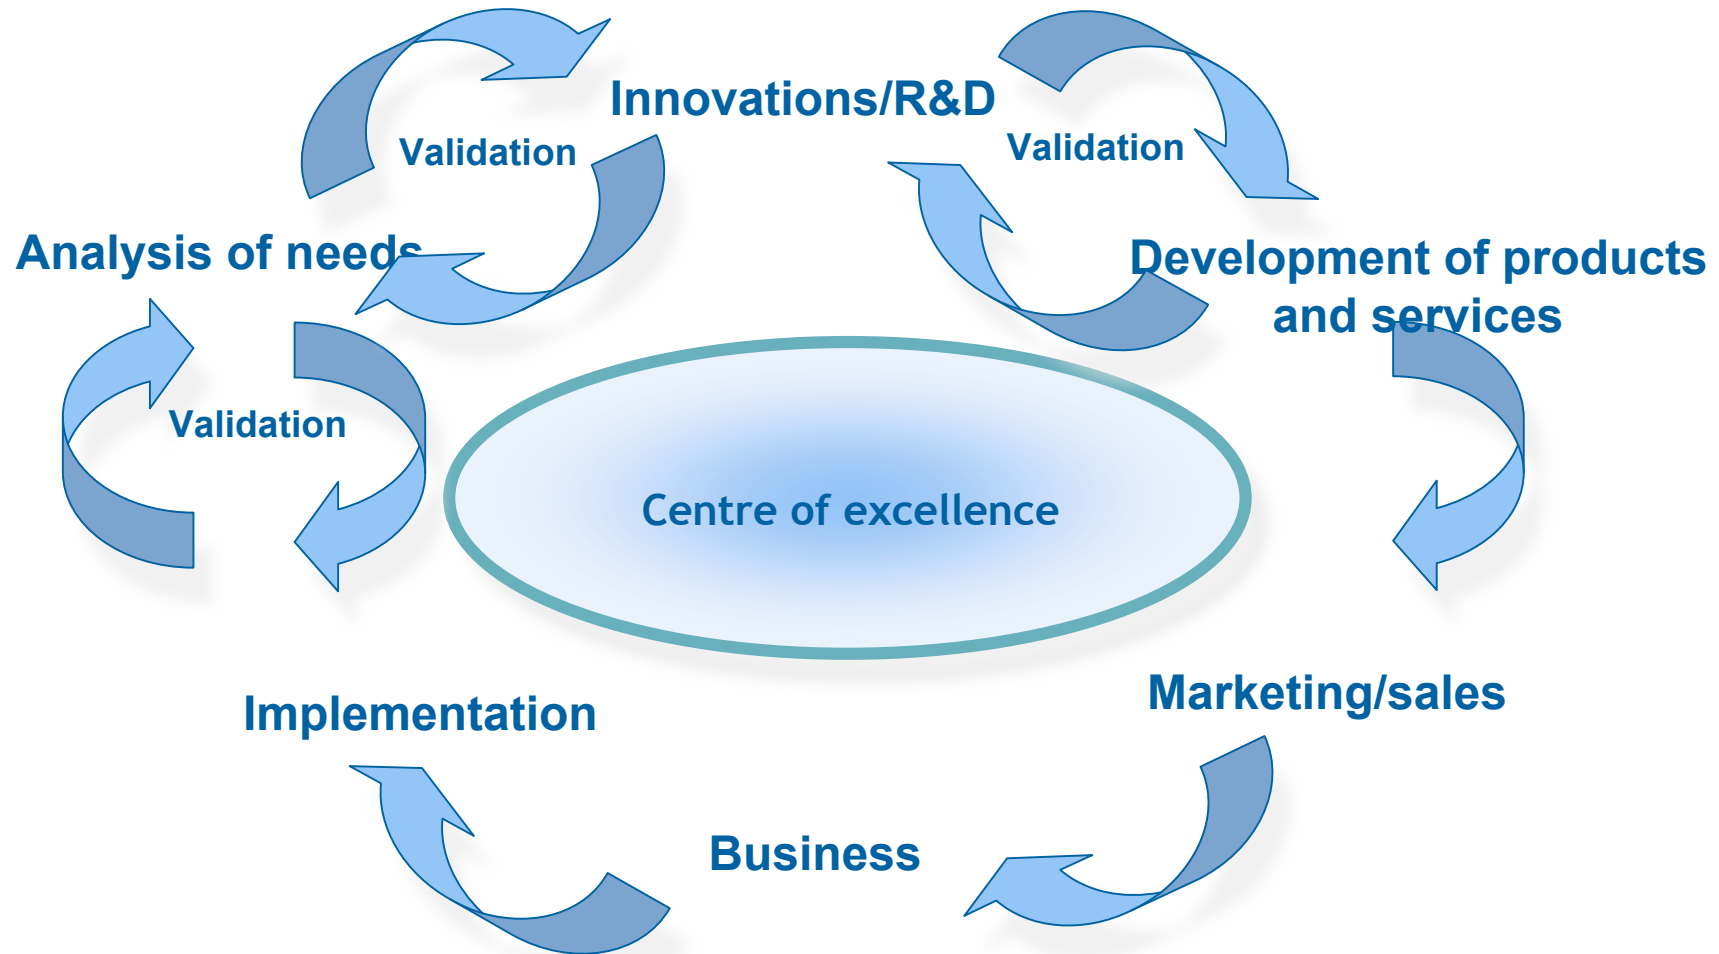 Innovations/R&D
Validation
Validation
Analysis of needs
Development of products
and services
Validation
Centre of excellence
Implementation
Marketing/sales
Business